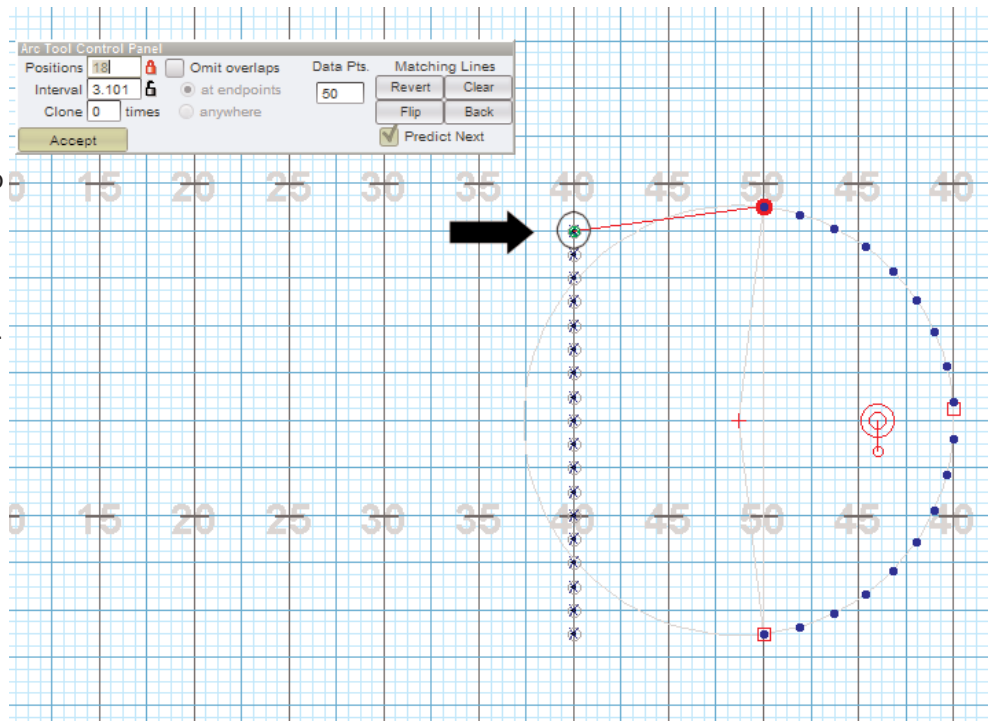 Arc Tool Control Panel
Positions 18 Omit overlaps Data Pts. Matching Lines
Interval 3.101 at endpoints 50 Revert Clear
Clone 0 times anywhere Flip Back
Accept Predict Next
15 20 25 30 35 40 45 50 45 40
15 20 25 30 35 40 45 50 45 40